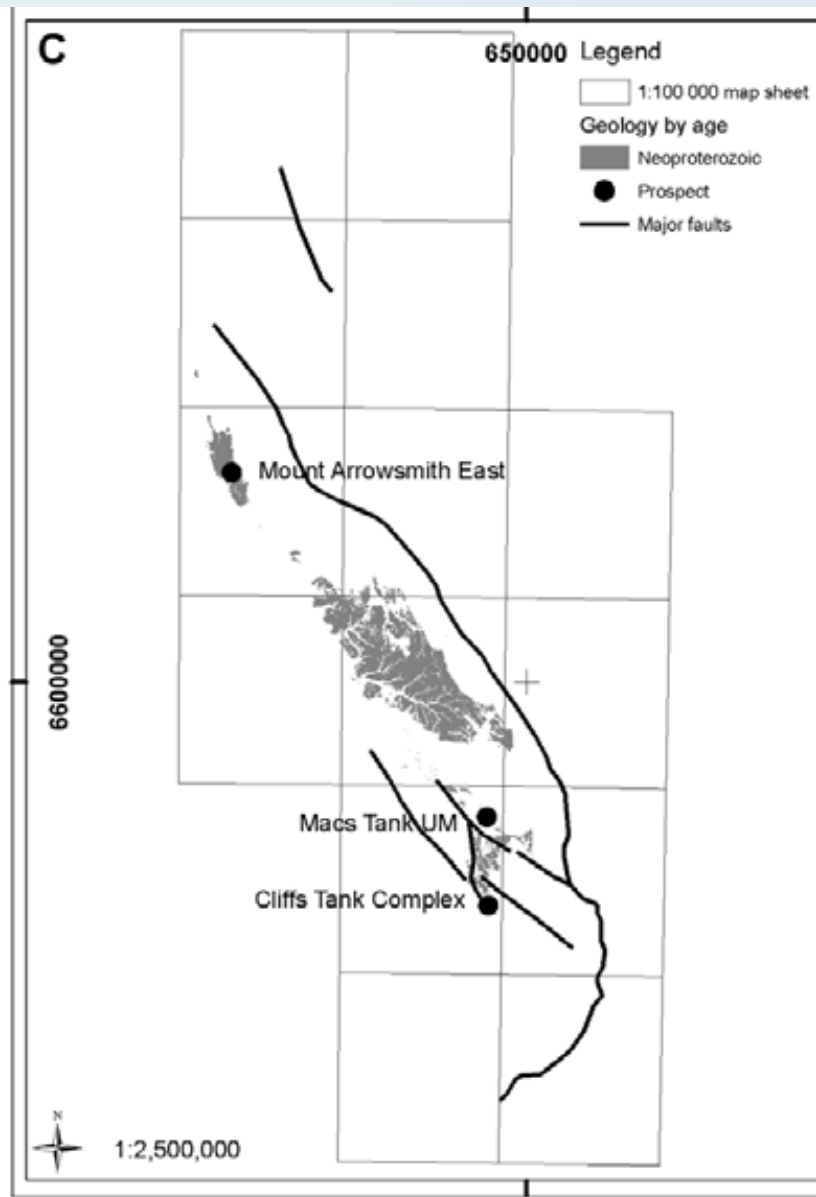 C
650000
Legend
1:100 000 map sheet
Geology by age
Neoproterozoic
Prospect
Major faults
Mount Arrowsmith East
6600000
Macs Tank UM
Cliffs Tank Complex
N
1:2,500,000